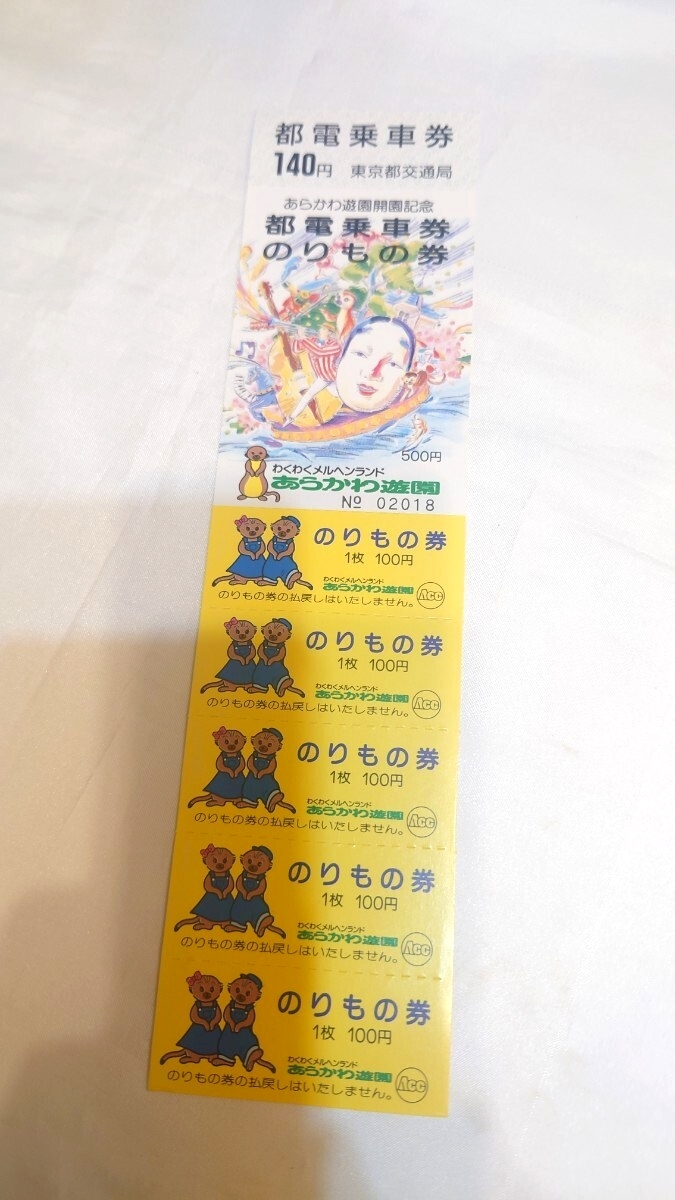 都電乗車券
140円 東京都交通局
あらかわ遊園開園記念
都電乗車券
のりもの券
500円
わくわくメルヘンランド
あらかわ遊園
№ 02018
のりもの券
1枚 100円
わくわくメルヘンランド
あらかわ遊園 Acc
のりもの券の払戻しはいたしません。
のりもの券
1枚 100円
わくわくメルヘンランド
あらかわ遊園 Acc
のりもの券の払戻しはいたしません。
のりもの券
1枚 100円
わくわくメルヘンランド
あらかわ遊園 Acc
のりもの券の払戻しはいたしません。
のりもの券
1枚 100円
わくわくメルヘンランド
あらかわ遊園 Acc
のりもの券の払戻しはいたしません。
のりもの券
1枚 100円
わくわくメルヘンランド
あらかわ遊園 Acc
のりもの券の払戻しはいたしません。